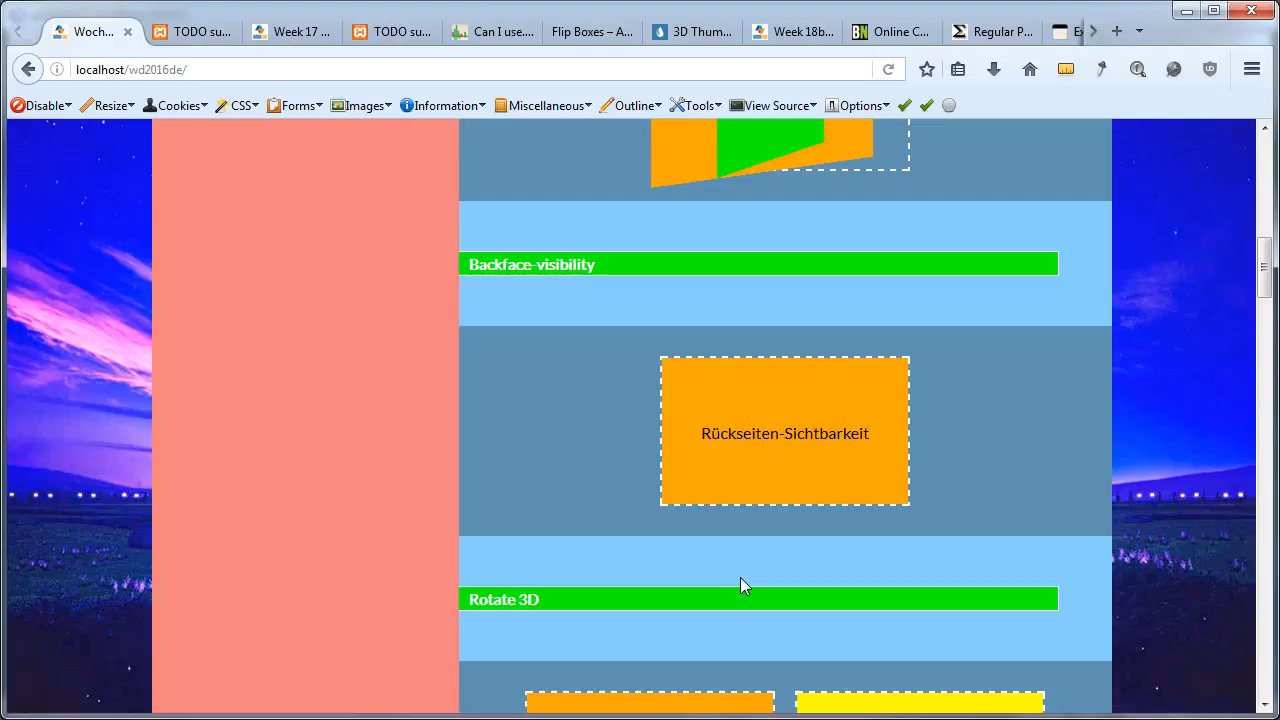 Woch...
TODO su...
Week 17 ...
TODO su...
Can I use....
Flip Boxes – A...
3D Thum...
Week 18b...
Online C...
Regular P...
localhost/wd2016de/
Disable
Resize
Cookies
CSS
Forms
Images
Information
Miscellaneous
Outline
Tools
View Source
Options
Backface-visibility
Rückseiten-Sichtbarkeit
Rotate 3D